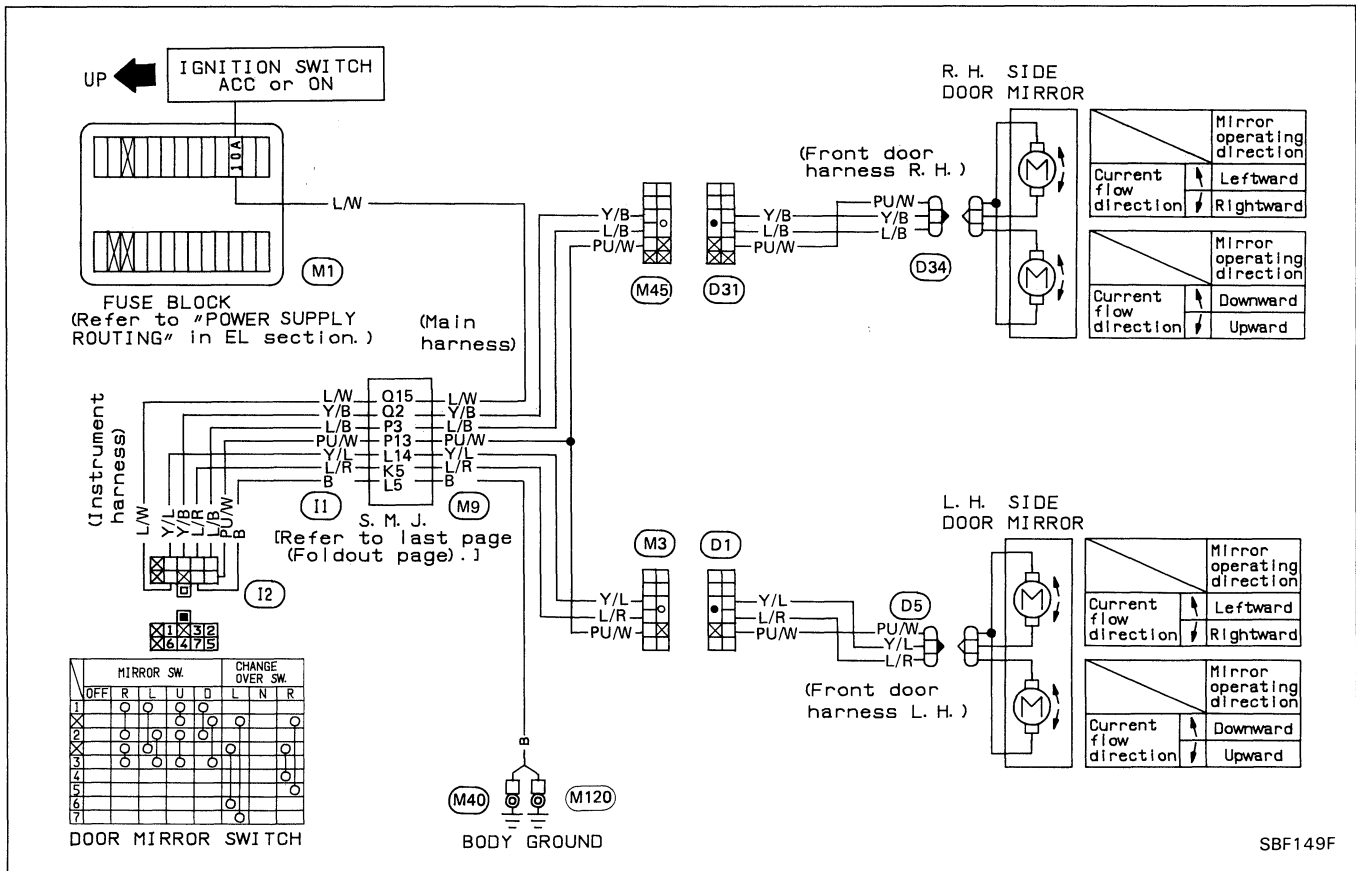 UP
IGNITION SWITCH
ACC or ON
10A
L/W
M1
FUSE BLOCK
(Refer to "POWER SUPPLY
ROUTING" in EL section.)
(Main
harness)
Y/B
L/B
PU/W
M45
D31
Y/B
L/B
PU/W
(Front door
harness R. H.)
PU/W
Y/B
L/B
D34
R. H. SIDE
DOOR MIRROR
M
M
Mirror
operating
direction
Current
flow
direction
Leftward
Rightward
Mirror
operating
direction
Current
flow
direction
Downward
Upward
(Instrument
harness)
L/W Q15 L/W
Y/B Q2 Y/B
L/B P3 L/B
PU/W P13 PU/W
Y/L L14 Y/L
L/R K5 L/R
B L5 B
I1
M9
S. M. J.
[Refer to last page
(Foldout page).]
L/W
Y/L
Y/B
L/R
L/B
PU/W
B
I2
1 3 2
6 4 7 5
MIRROR SW. CHANGE OVER SW.
OFF R L U D L N R
1
2
3
4
5
6
7
DOOR MIRROR SWITCH
B
M40
M120
BODY GROUND
M3
D1
Y/L
L/R
PU/W
Y/L
L/R
PU/W
D5
PU/W
Y/L
L/R
(Front door
harness L. H.)
L. H. SIDE
DOOR MIRROR
M
M
Mirror
operating
direction
Current
flow
direction
Leftward
Rightward
Mirror
operating
direction
Current
flow
direction
Downward
Upward
SBF149F